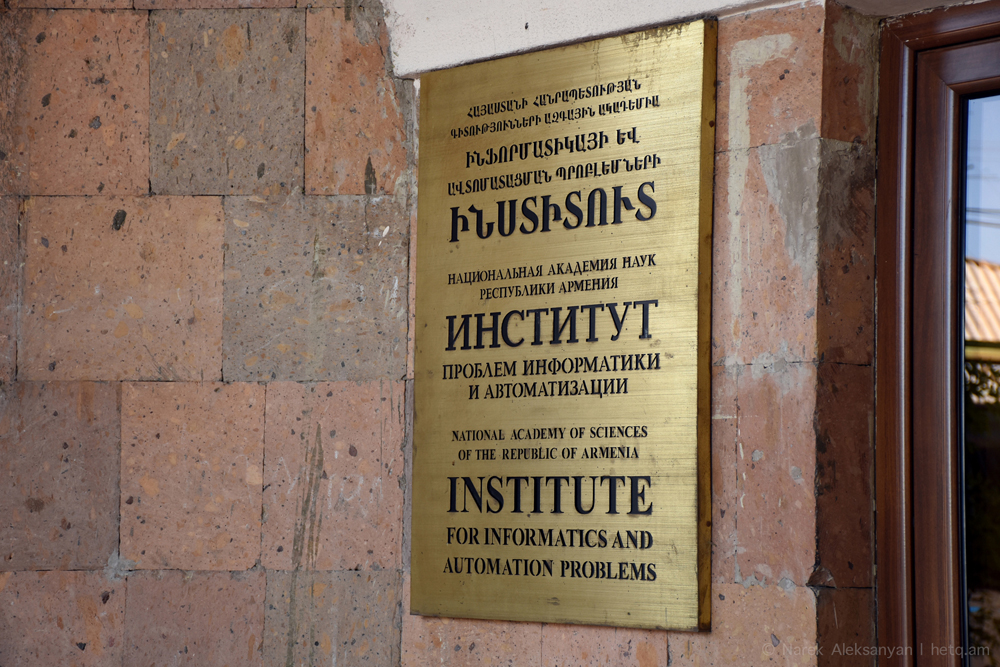 ՀԱՅԱՍՏԱՆԻ ՀԱՆՐԱՊԵՏՈՒԹՅԱՆ
ԳԻՏՈՒԹՅՈՒՆՆԵՐԻ ԱԶԳԱՅԻՆ ԱԿԱԴԵՄԻԱ
ԻՆՖՈՐՄԱՏԻԿԱՅԻ ԵՎ
ԱՎՏՈՄԱՏԱՑՄԱՆ ՊՐՈԲԼԵՄՆԵՐԻ
ԻՆՍՏԻՏՈՒՏ
НАЦИОНАЛЬНАЯ АКАДЕМИЯ НАУК
РЕСПУБЛИКИ АРМЕНИЯ
ИНСТИТУТ
ПРОБЛЕМ ИНФОРМАТИКИ
И АВТОМАТИЗАЦИИ
NATIONAL ACADEMY OF SCIENCES
OF THE REPUBLIC OF ARMENIA
INSTITUTE
FOR INFORMATICS AND
AUTOMATION PROBLEMS
© Narek Aleksanyan | hetq.am